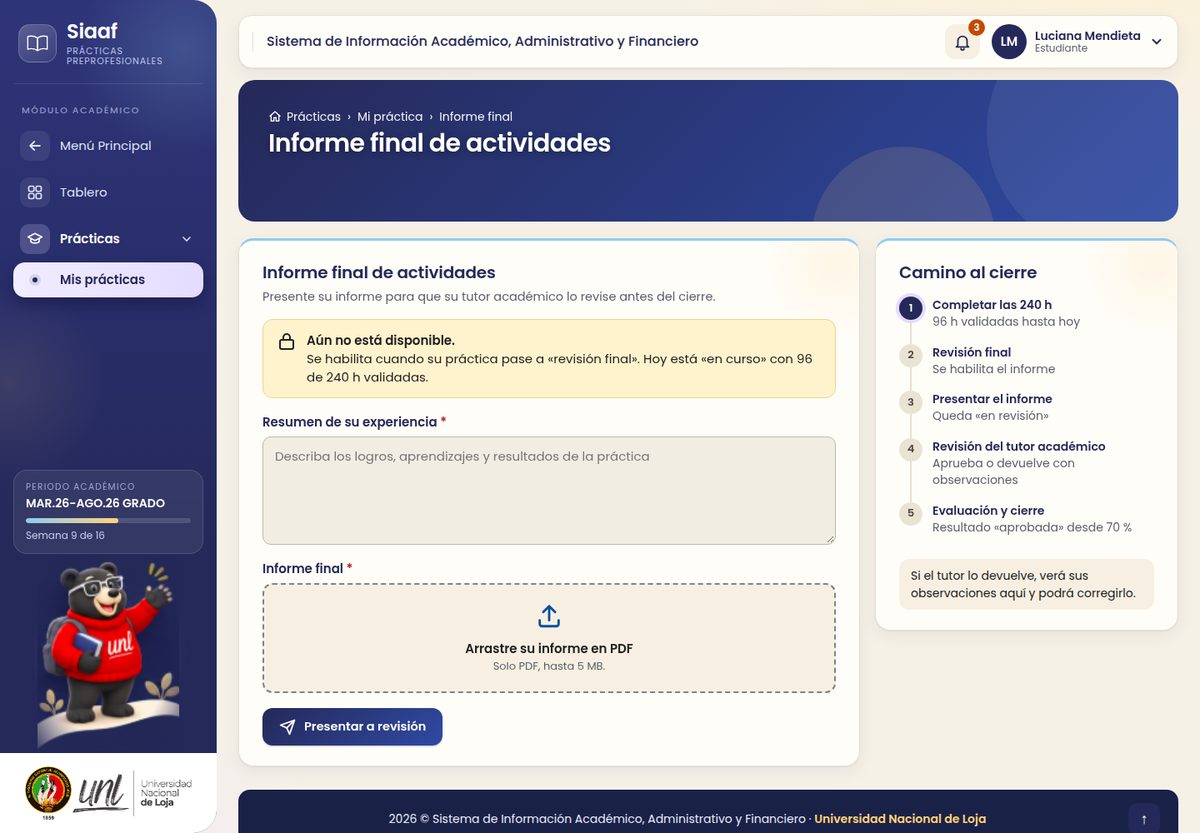 Siaaf
PRÁCTICAS
PREPROFESIONALES
MÓDULO ACADÉMICO
Menú Principal
Tablero
Prácticas
Mis prácticas
PERIODO ACADÉMICO
MAR.26-AGO.26 GRADO
Semana 9 de 16
unl
1859
unl
Universidad
Nacional
de Loja
Sistema de Información Académico, Administrativo y Financiero
3
LM
Luciana Mendieta
Estudiante
Prácticas › Mi práctica › Informe final
Informe final de actividades
Informe final de actividades
Presente su informe para que su tutor académico lo revise antes del cierre.
Aún no está disponible.
Se habilita cuando su práctica pase a «revisión final». Hoy está «en curso» con 96
de 240 h validadas.
Resumen de su experiencia *
Describa los logros, aprendizajes y resultados de la práctica
Informe final *
Arrastre su informe en PDF
Solo PDF, hasta 5 MB.
Presentar a revisión
Camino al cierre
1
Completar las 240 h
96 h validadas hasta hoy
2
Revisión final
Se habilita el informe
3
Presentar el informe
Queda «en revisión»
4
Revisión del tutor académico
Aprueba o devuelve con
observaciones
5
Evaluación y cierre
Resultado «aprobada» desde 70 %
Si el tutor lo devuelve, verá sus
observaciones aquí y podrá corregirlo.
2026 © Sistema de Información Académico, Administrativo y Financiero · Universidad Nacional de Loja
↑